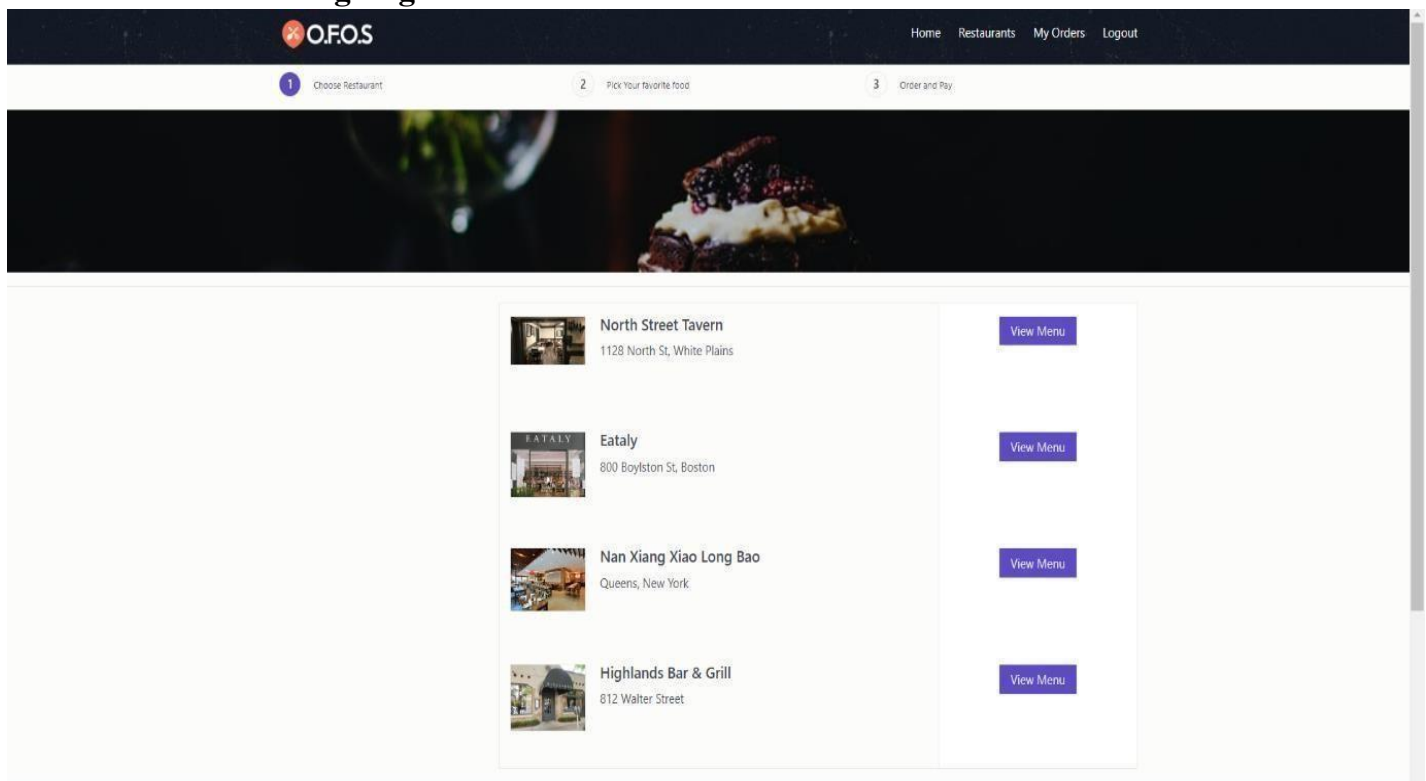 O.F.O.S
Home Restaurants My Orders Logout
1 Choose Restaurant 2 Pick Your favorite food 3 Order and Pay
North Street Tavern
1128 North St, White Plains
View Menu
EATALY
Eataly
800 Boylston St, Boston
View Menu
Nan Xiang Xiao Long Bao
Queens, New York
View Menu
Highlands Bar & Grill
812 Walter Street
View Menu